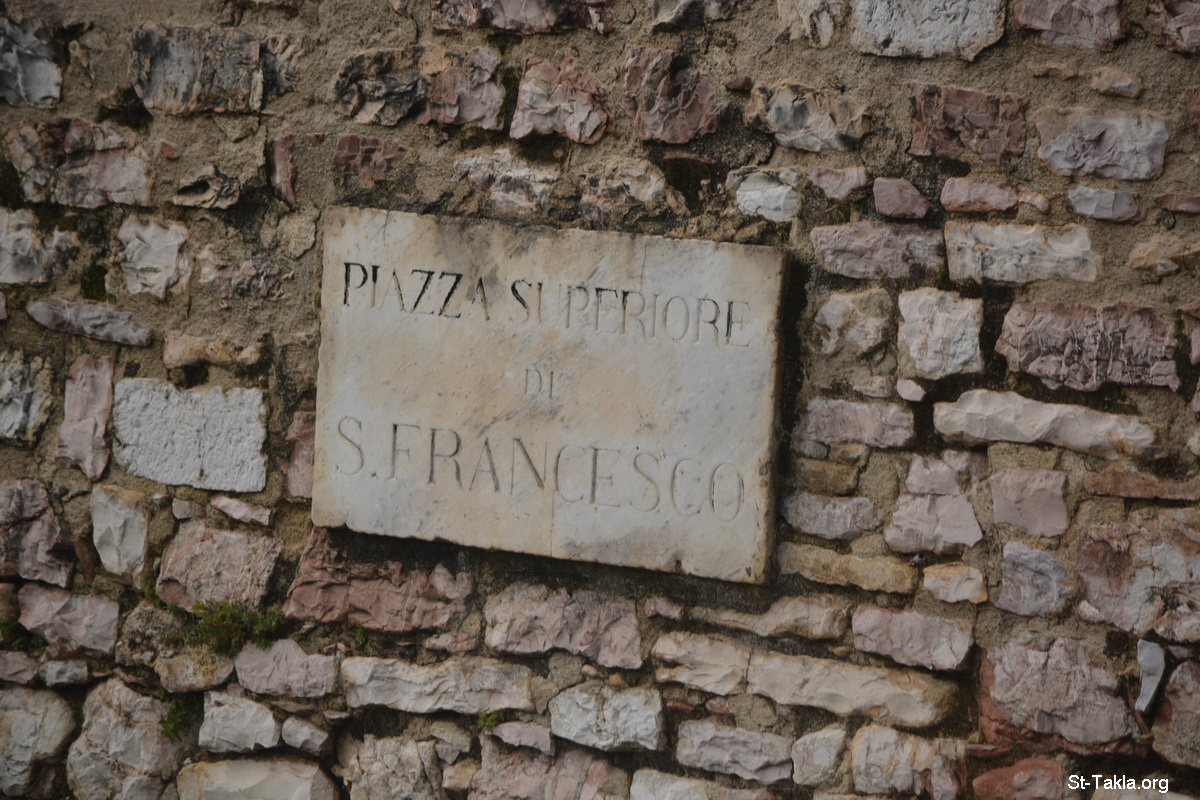 PIAZZA SUPERIORE
DI
S. FRANCESCO
St-Takla.org